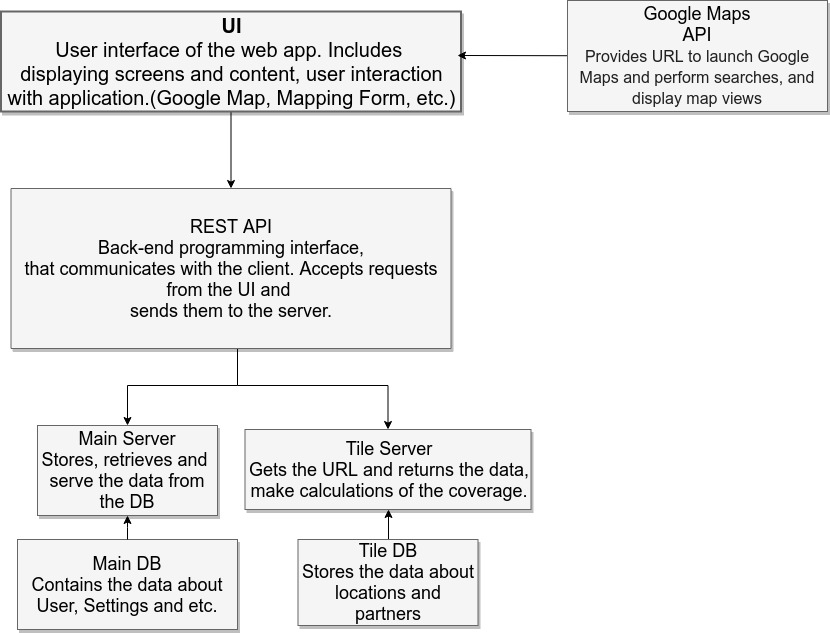 UI
User interface of the web app. Includes
displaying screens and content, user interaction
with application.(Google Map, Mapping Form, etc.)
Google Maps
API
Provides URL to launch Google
Maps and perform searches, and
display map views
REST API
Back-end programming interface,
that communicates with the client. Accepts requests
from the UI and
sends them to the server.
Main Server
Stores, retrieves and
serve the data from
the DB
Tile Server
Gets the URL and returns the data,
make calculations of the coverage.
Main DB
Contains the data about
User, Settings and etc.
Tile DB
Stores the data about
locations and
partners